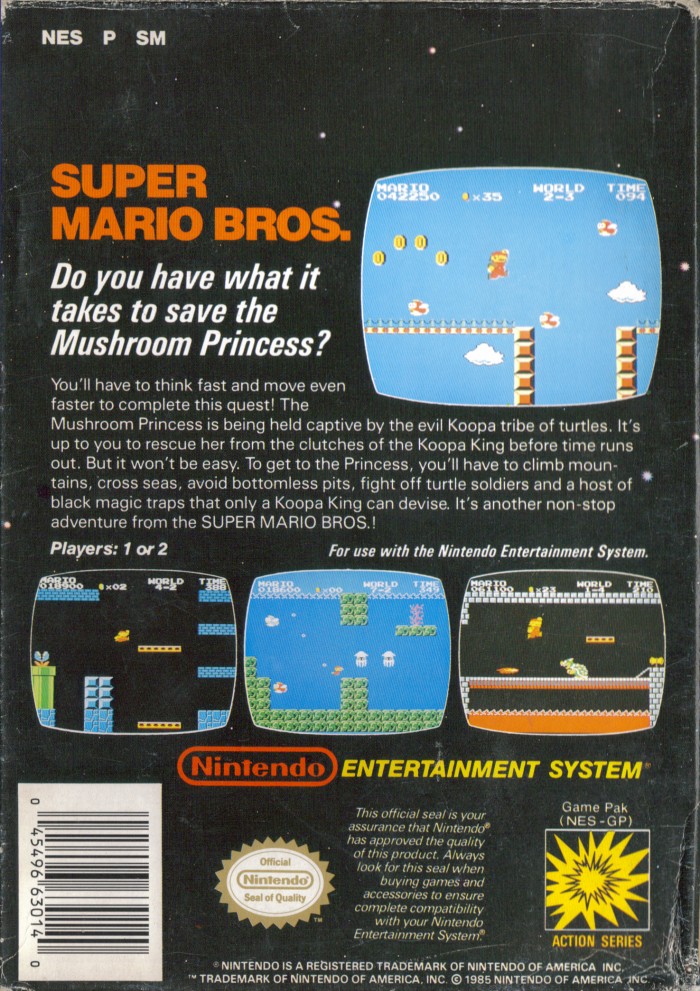 NES P SM
SUPER
MARIO BROS.
Do you have what it
takes to save the
Mushroom Princess?
MARIO WORLD TIME
042250 x35 2-3 094
You'll have to think fast and move even
faster to complete this quest! The
Mushroom Princess is being held captive by the evil Koopa tribe of turtles. It's
up to you to rescue her from the clutches of the Koopa King before time runs
out. But it won't be easy. To get to the Princess, you'll have to climb moun-
tains, cross seas, avoid bottomless pits, fight off turtle soldiers and a host of
black magic traps that only a Koopa King can devise. It's another non-stop
adventure from the SUPER MARIO BROS.!
Players: 1 or 2
For use with the Nintendo Entertainment System.
MARIO WORLD TIME
018900 x02 4-2 388
MARIO WORLD TIME
018600 x00 7-2 349
MARIO WORLD TIME
x23 1-4
Nintendo ENTERTAINMENT SYSTEM
0 45496 63014 0
Official
Nintendo
Seal of Quality
TM
This official seal is your
assurance that Nintendo®
has approved the quality
of this product. Always
look for this seal when
buying games and
accessories to ensure
complete compatibility
with your Nintendo
Entertainment System.®
Game Pak
(NES-GP)
ACTION SERIES
® NINTENDO IS A REGISTERED TRADEMARK OF NINTENDO OF AMERICA INC.
™ TRADEMARK OF NINTENDO OF AMERICA, INC. © 1985 NINTENDO OF AMERICA INC.